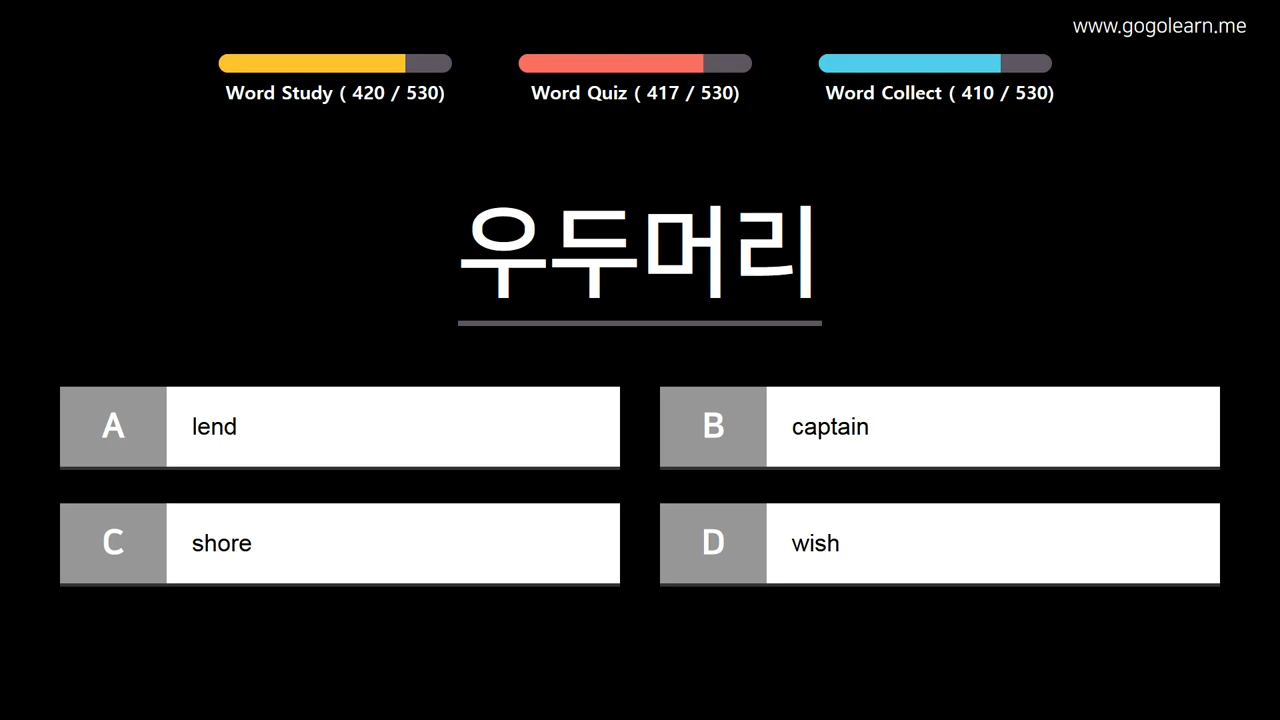 www.gogolearn.me
Word Study ( 420 / 530)
Word Quiz ( 417 / 530)
Word Collect ( 410 / 530)
우두머리
A lend
B captain
C shore
D wish